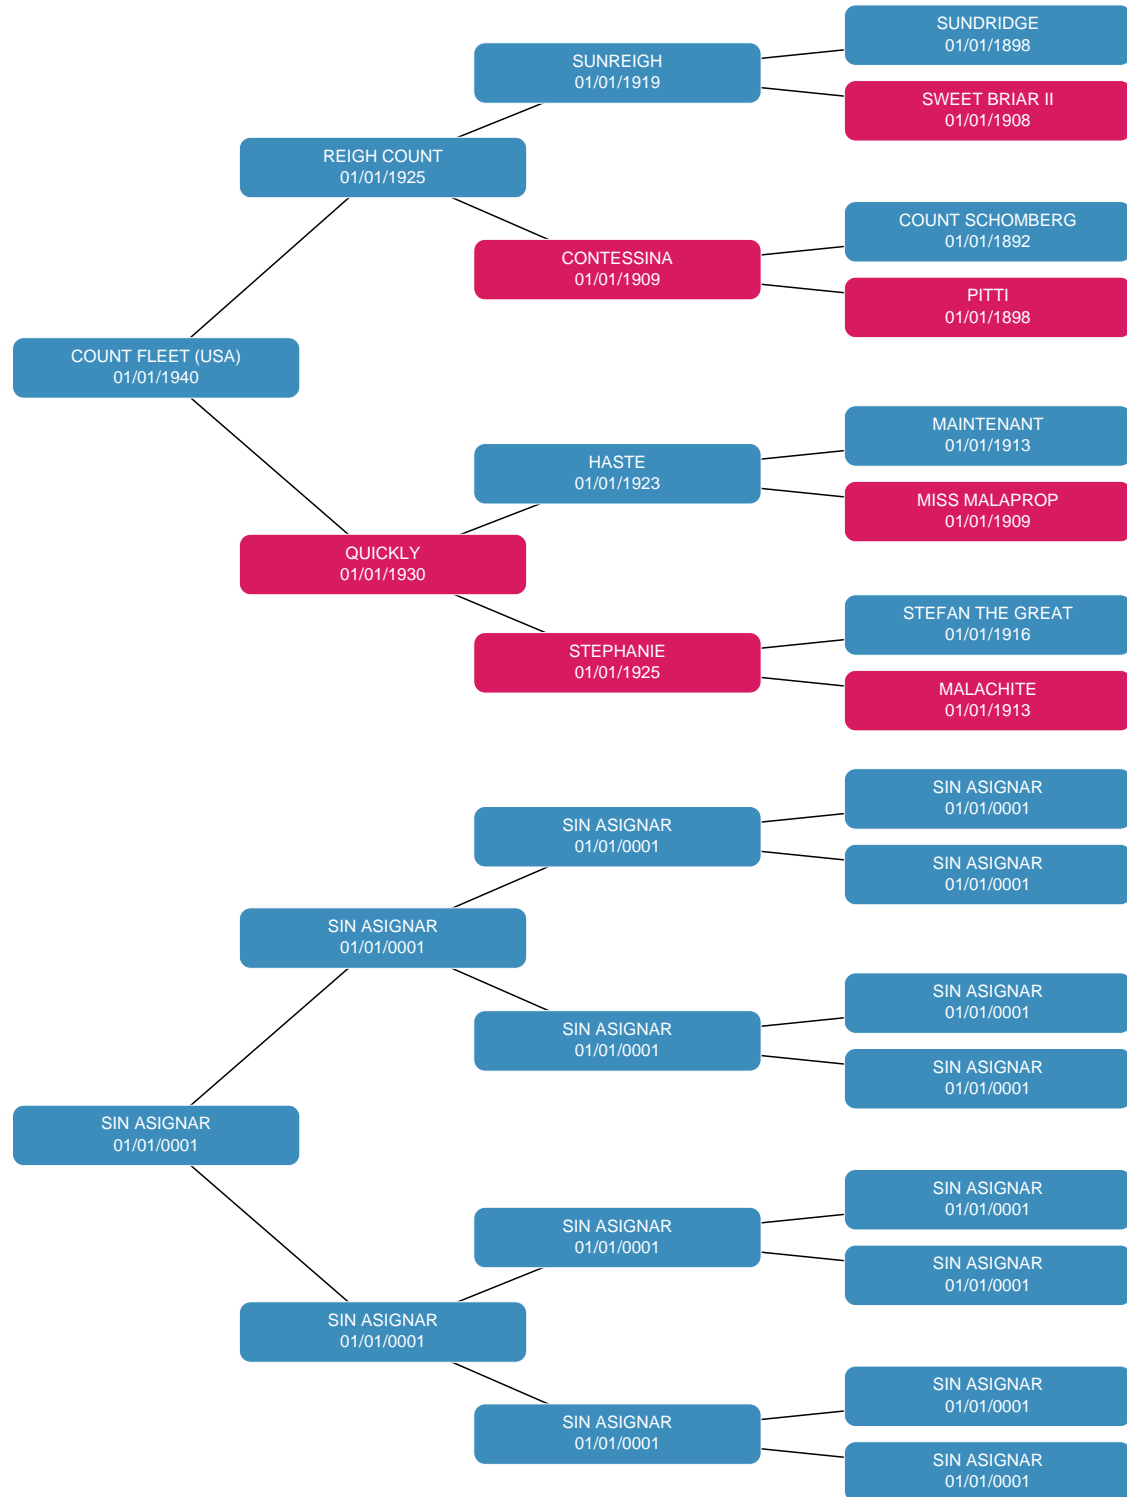 SUNDRIDGE
01/01/1898
SUNREIGH
01/01/1919
SWEET BRIAR II
01/01/1908
REIGH COUNT
01/01/1925
COUNT SCHOMBERG
01/01/1892
CONTESSINA
01/01/1909
PITTI
01/01/1898
COUNT FLEET (USA)
01/01/1940
MAINTENANT
01/01/1913
HASTE
01/01/1923
MISS MALAPROP
01/01/1909
QUICKLY
01/01/1930
STEFAN THE GREAT
01/01/1916
STEPHANIE
01/01/1925
MALACHITE
01/01/1913
SIN ASIGNAR
01/01/0001
SIN ASIGNAR
01/01/0001
SIN ASIGNAR
01/01/0001
SIN ASIGNAR
01/01/0001
SIN ASIGNAR
01/01/0001
SIN ASIGNAR
01/01/0001
SIN ASIGNAR
01/01/0001
SIN ASIGNAR
01/01/0001
SIN ASIGNAR
01/01/0001
SIN ASIGNAR
01/01/0001
SIN ASIGNAR
01/01/0001
SIN ASIGNAR
01/01/0001
SIN ASIGNAR
01/01/0001
SIN ASIGNAR
01/01/0001
SIN ASIGNAR
01/01/0001